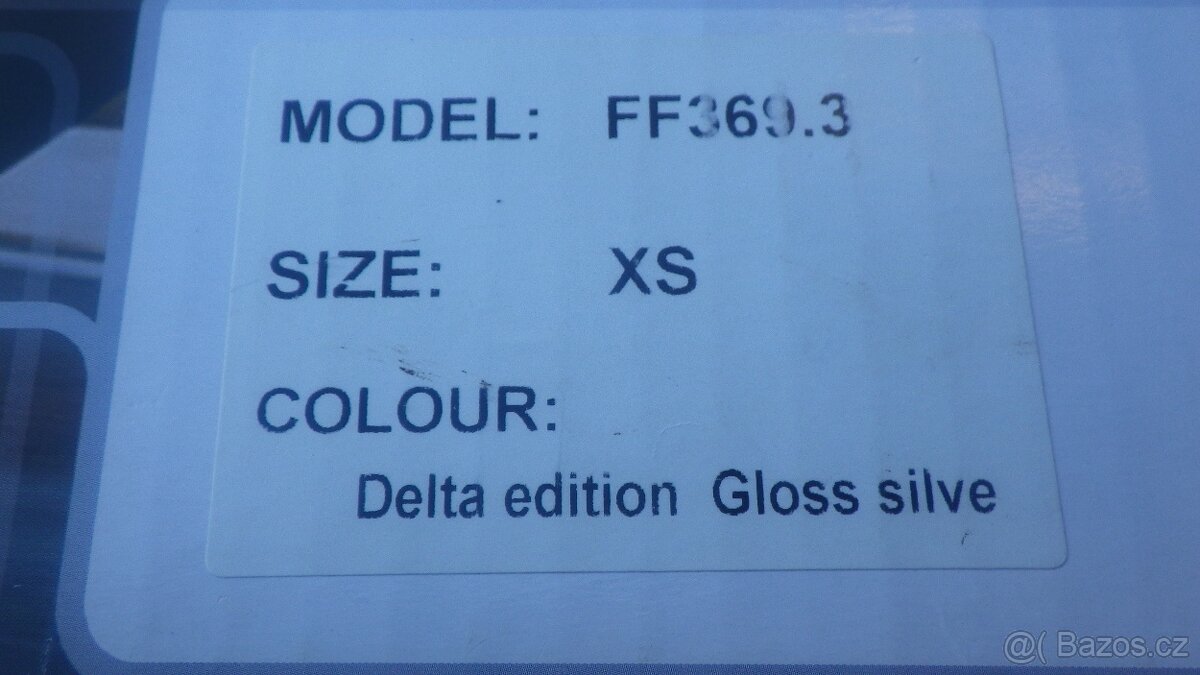 MODEL: FF369.3
SIZE: XS
COLOUR:
Delta edition Gloss silve
@( Bazos.cz